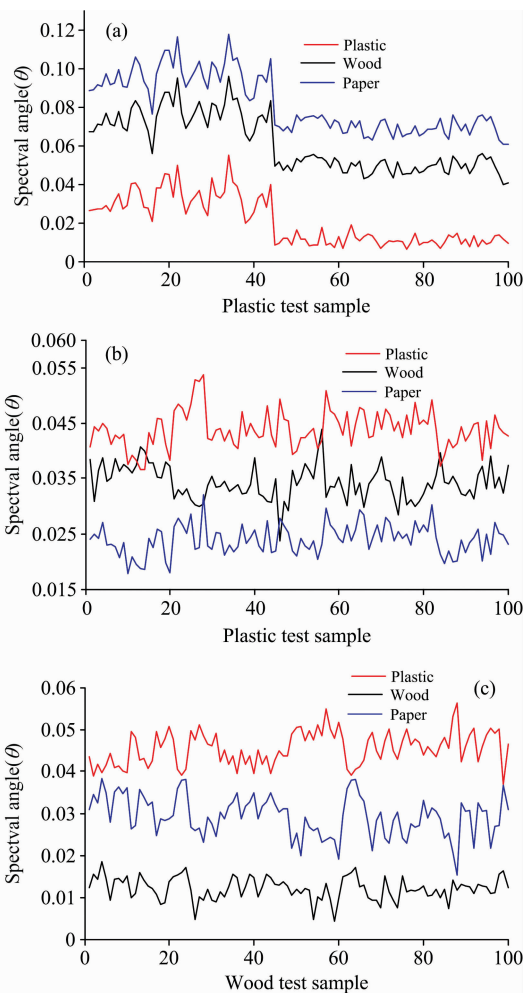 (a)
0.12
0.10
0.08
0.06
0.04
0.02
0
Spectval angle(θ)
Plastic
Wood
Paper
0 20 40 60 80 100
Plastic test sample
(b)
0.060
0.055
0.045
0.035
0.025
0.015
Spectval angle(θ)
Plastic
Wood
Paper
0 20 40 60 80 100
Plastic test sample
(c)
0.06
0.05
0.04
0.03
0.02
0.01
0
Spectval angle(θ)
Plastic
Wood
Paper
0 20 40 60 80 100
Wood test sample